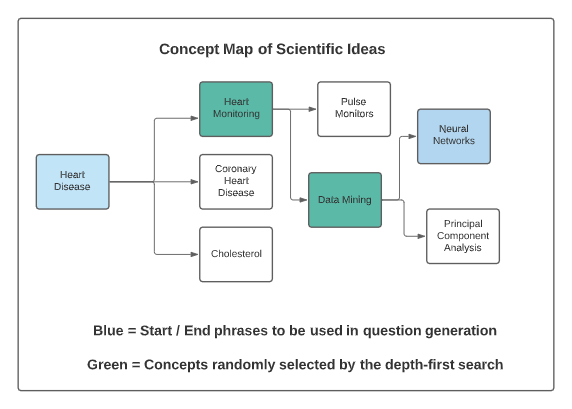 Concept Map of Scientific Ideas
Heart
Monitoring
Pulse
Monitors
Neural
Networks
Heart
Disease
Coronary
Heart
Disease
Data Mining
Principal
Component
Analysis
Cholesterol
Blue = Start / End phrases to be used in question generation
Green = Concepts randomly selected by the depth-first search